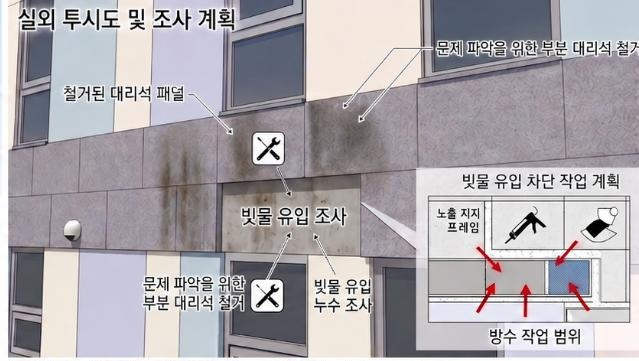 실외 투시도 및 조사 계획
문제 파악을 위한 부분 대리석 철거
철거된 대리석 패널
빗물 유입 조사
문제 파악을 위한
부분 대리석 철거
빗물 유입
누수 조사
빗물 유입 차단 작업 계획
노출 지지
프레임
방수 작업 범위